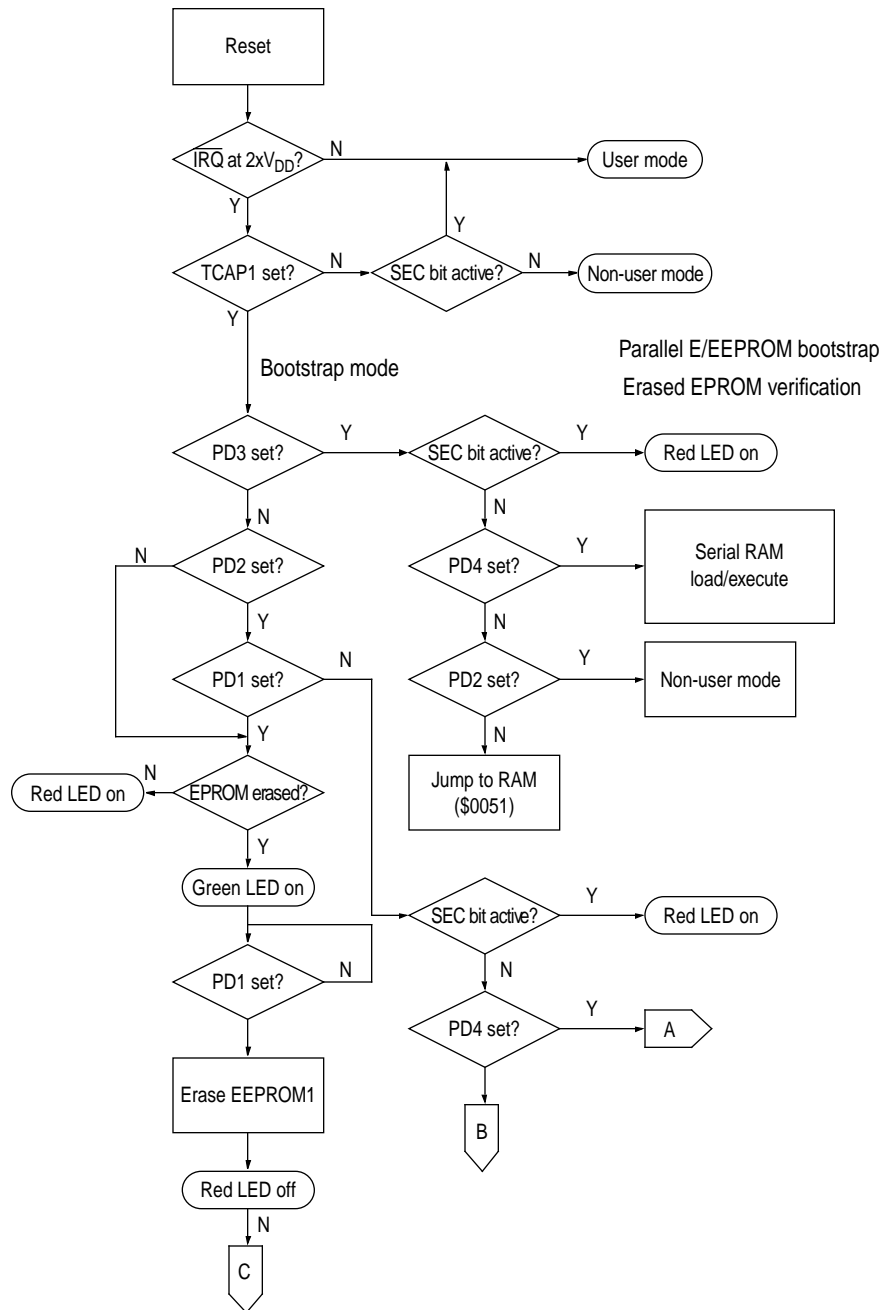 Reset
IRQ at 2xVDD?
N
User mode
Y
Y
TCAP1 set?
N
SEC bit active?
N
Non-user mode
Y
Bootstrap mode
Parallel E/EEPROM bootstrap
Erased EPROM verification
PD3 set?
Y
SEC bit active?
Y
Red LED on
N
N
N
PD2 set?
PD4 set?
Y
Serial RAM
load/execute
Y
N
PD1 set?
N
PD2 set?
Y
Non-user mode
Y
N
Red LED on
N
EPROM erased?
Jump to RAM
($0051)
Y
Green LED on
SEC bit active?
Y
Red LED on
PD1 set?
N
N
PD4 set?
Y
A
Erase EEPROM1
B
Red LED off
N
C